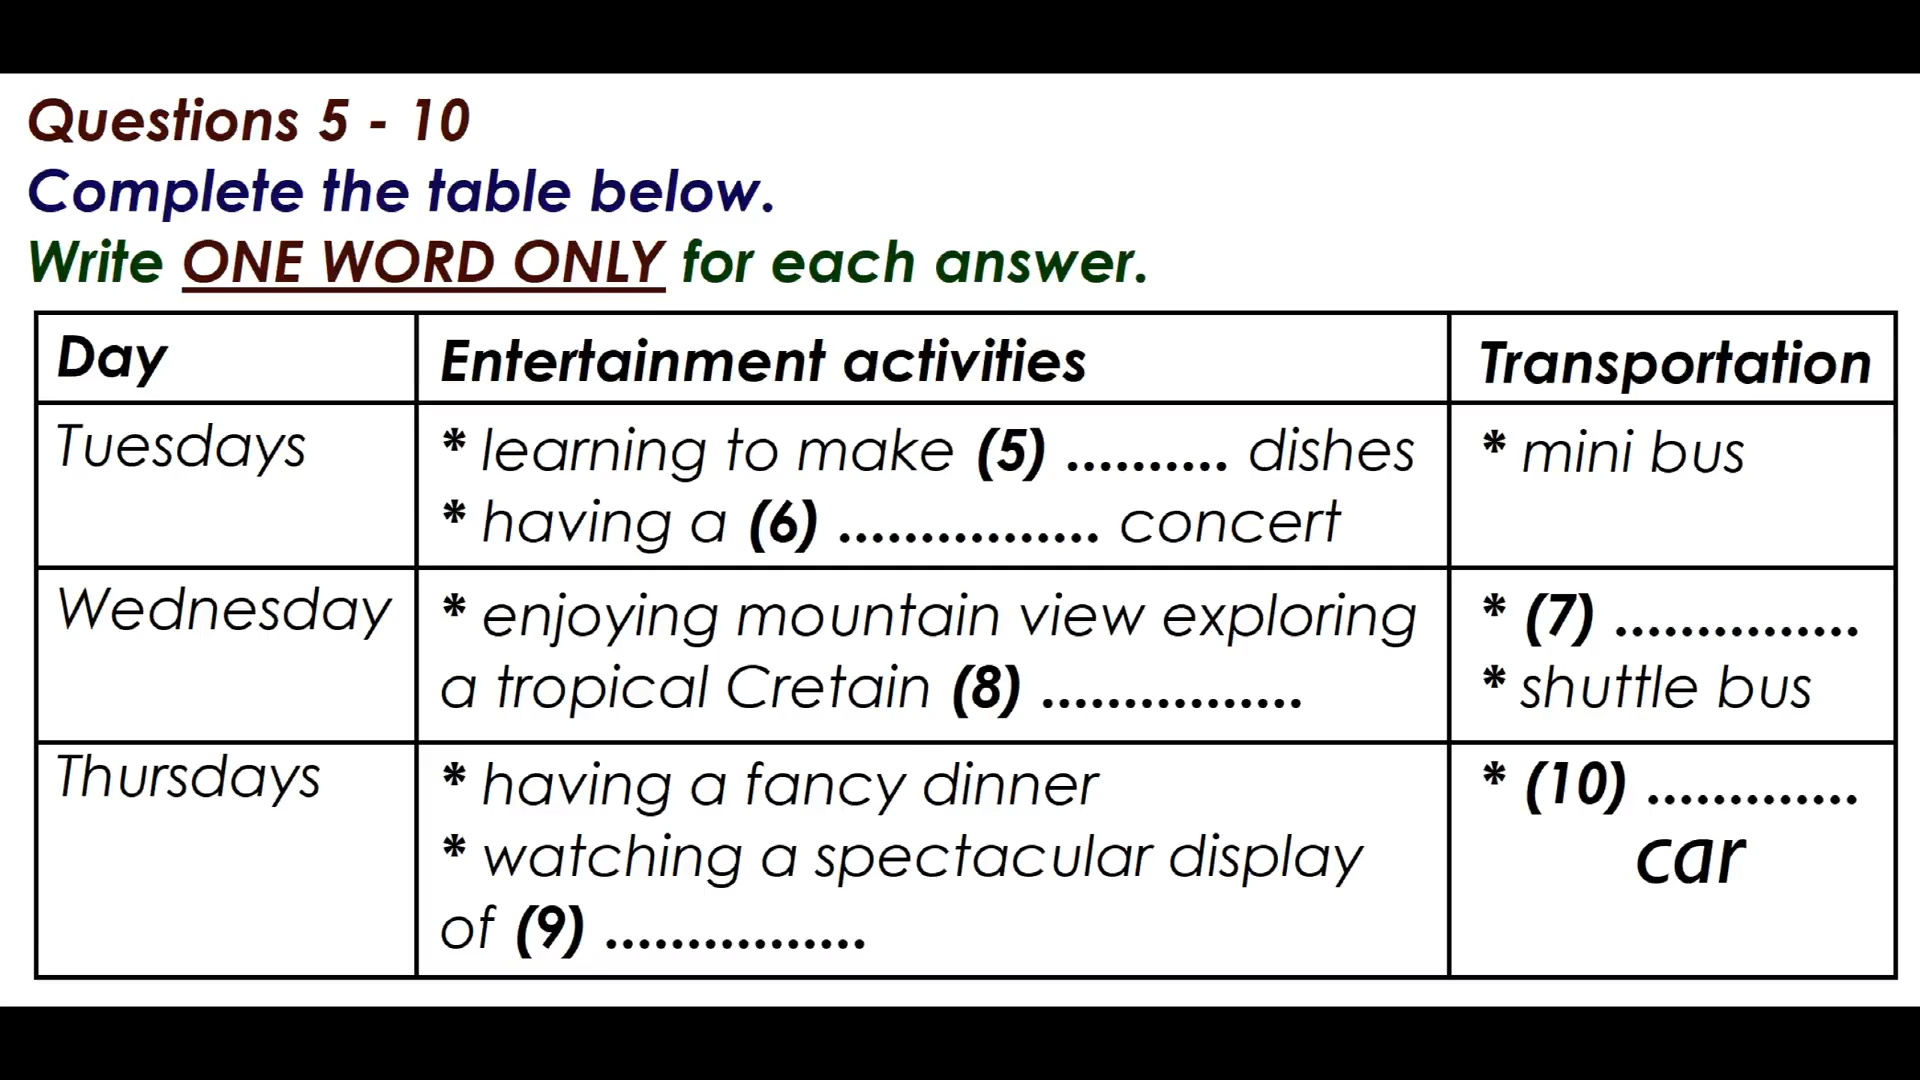 Questions 5 - 10
Complete the table below.
Write ONE WORD ONLY for each answer.
Day Entertainment activities Transportation
Tuesdays * learning to make (5) .......... dishes * mini bus
* having a (6) ................ concert
Wednesday * enjoying mountain view exploring * (7) ...............
a tropical Cretain (8) ................ * shuttle bus
Thursdays * having a fancy dinner * (10) .............
* watching a spectacular display car
of (9) ................